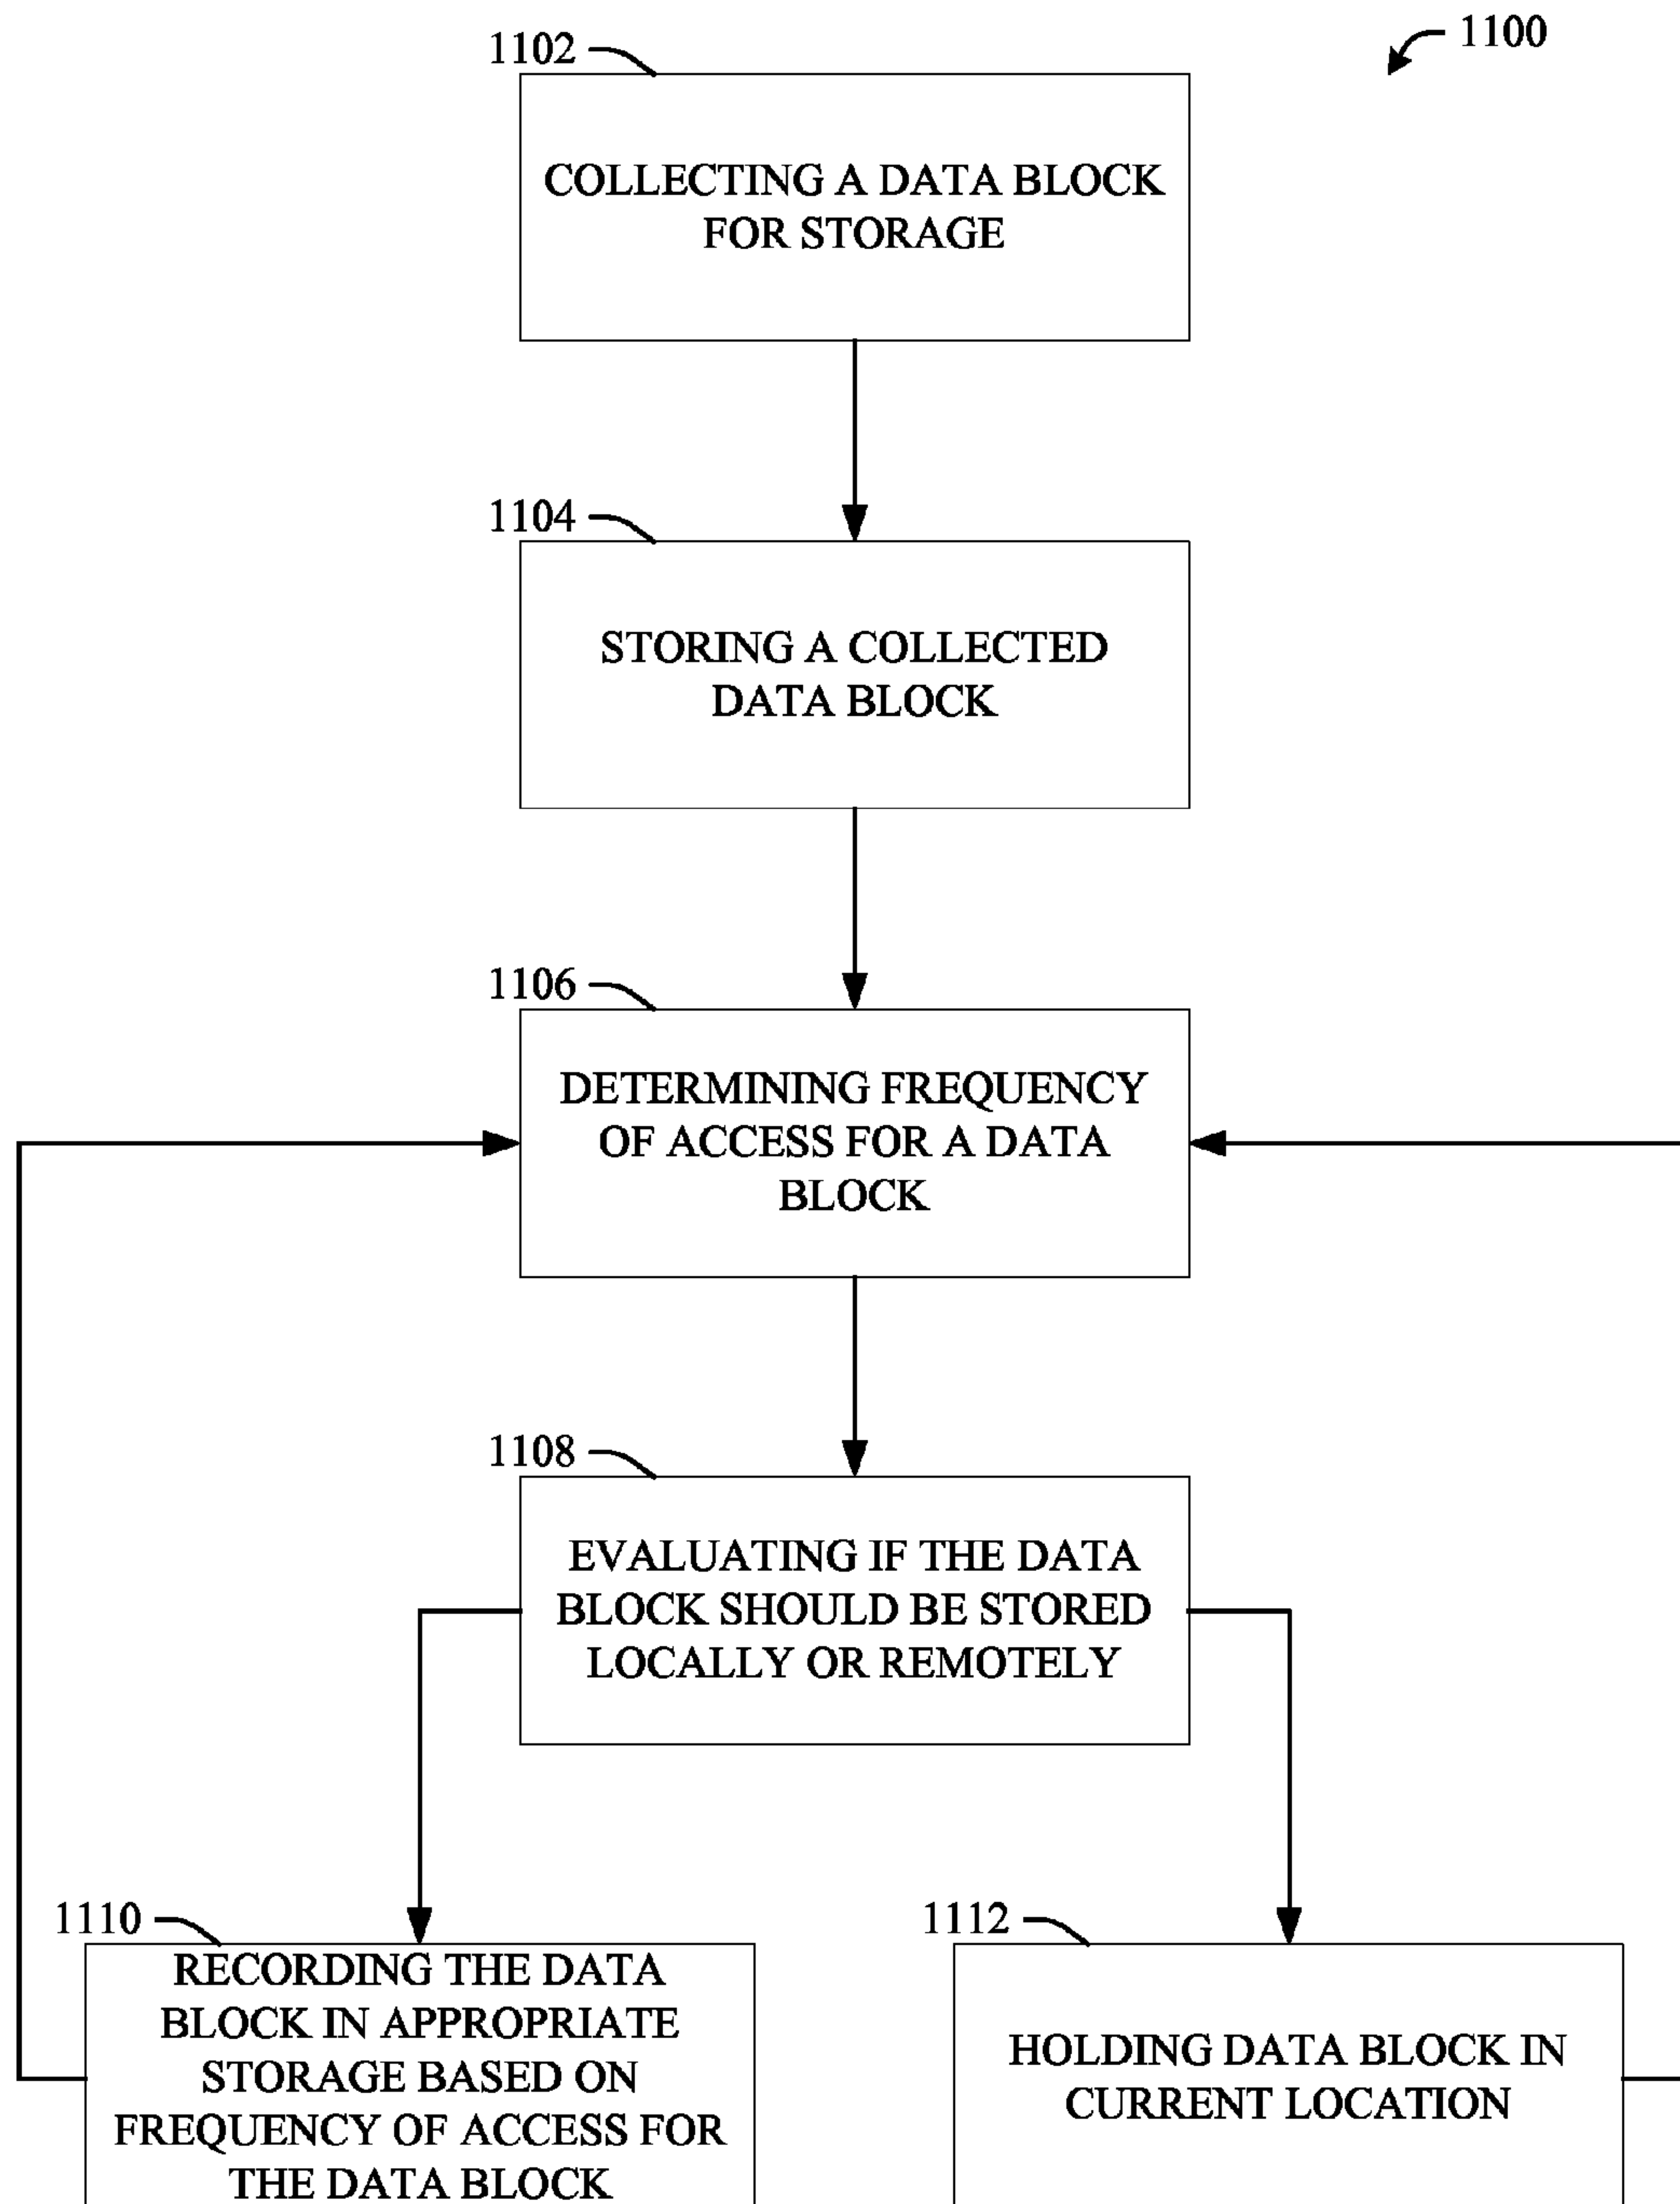 1100
1102
COLLECTING A DATA BLOCK
FOR STORAGE
1104
STORING A COLLECTED
DATA BLOCK
1106
DETERMINING FREQUENCY
OF ACCESS FOR A DATA
BLOCK
1108
EVALUATING IF THE DATA
BLOCK SHOULD BE STORED
LOCALLY OR REMOTELY
1110
RECORDING THE DATA
BLOCK IN APPROPRIATE
STORAGE BASED ON
FREQUENCY OF ACCESS FOR
THE DATA BLOCK
1112
HOLDING DATA BLOCK IN
CURRENT LOCATION